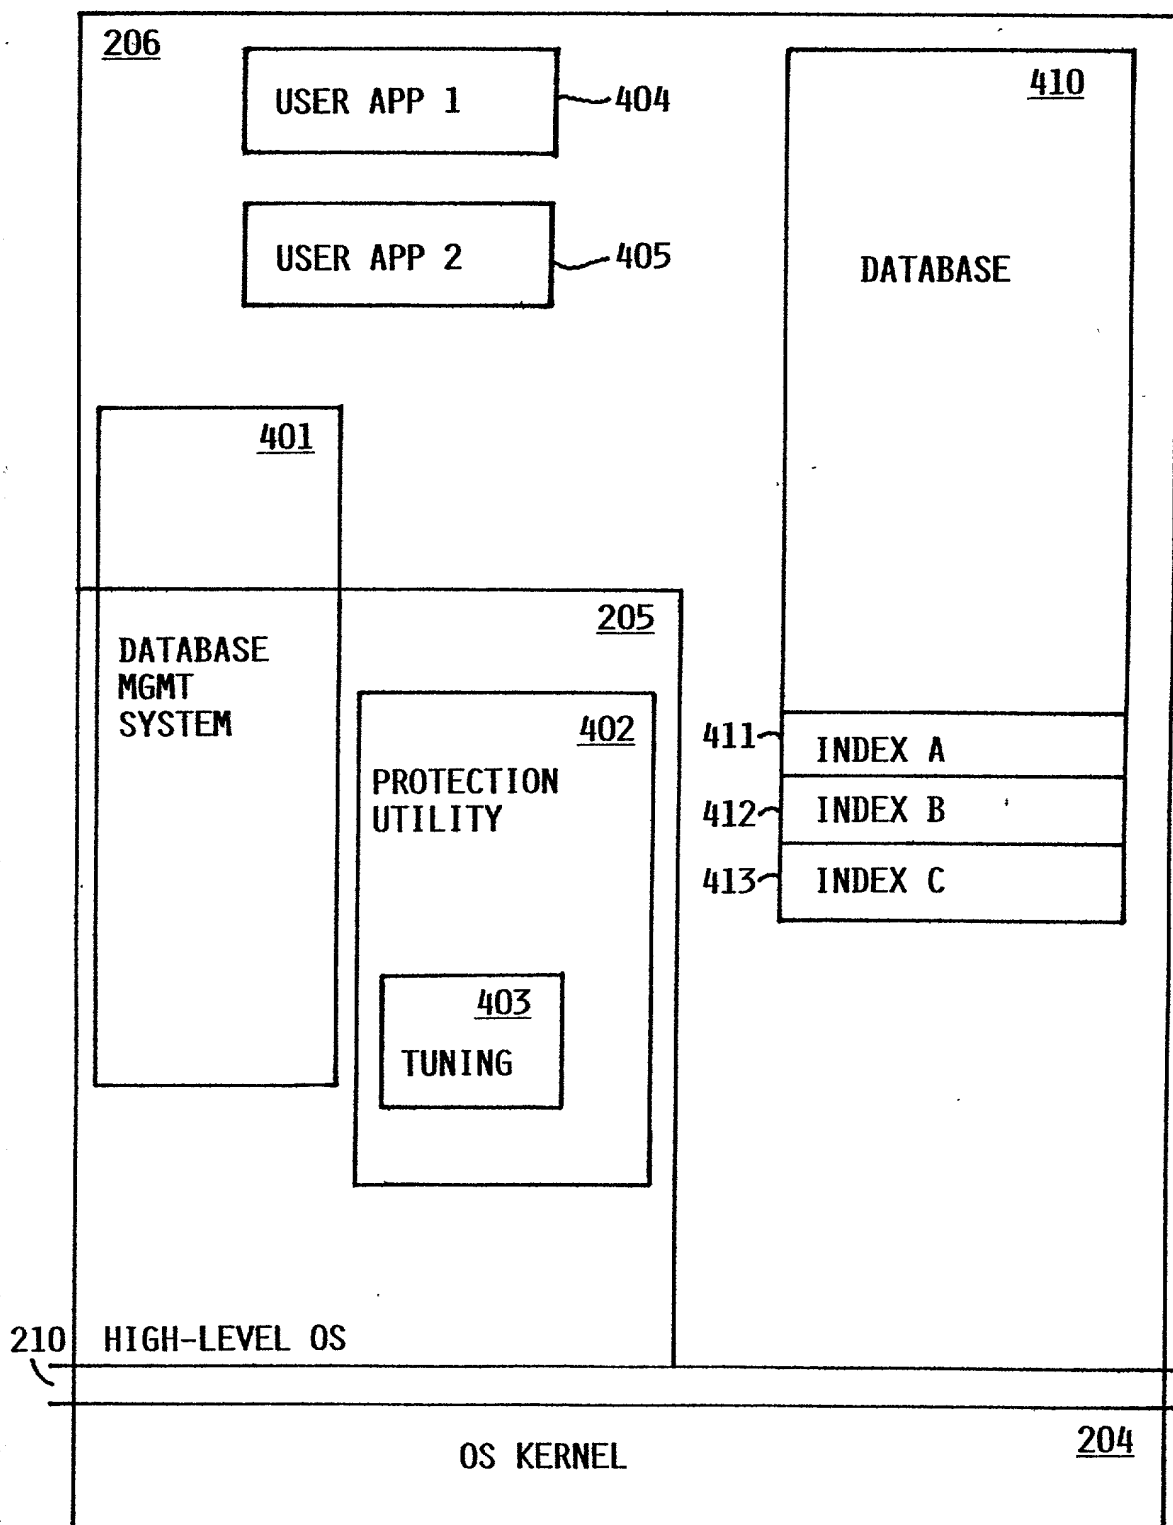 206
USER APP 1
404
410
USER APP 2
405
DATABASE
401
205
DATABASE
MGMT
SYSTEM
402
PROTECTION
UTILITY
411
INDEX A
412
INDEX B
413
INDEX C
403
TUNING
210
HIGH-LEVEL OS
204
OS KERNEL